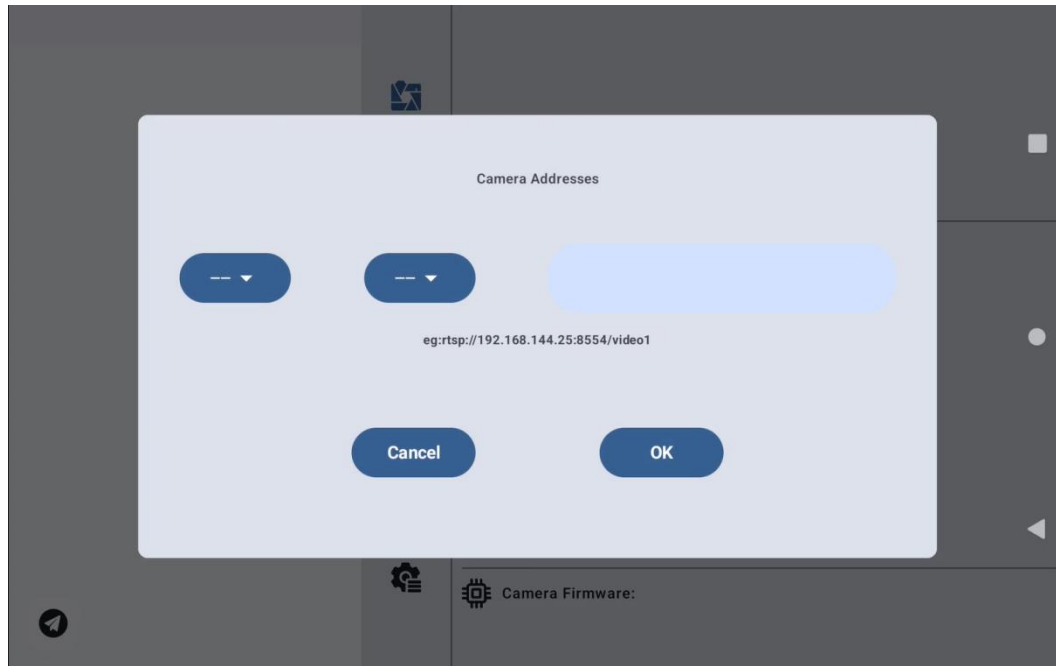 Camera Addresses
-- --
eg:rtsp://192.168.144.25:8554/video1
Cancel OK
Camera Firmware: